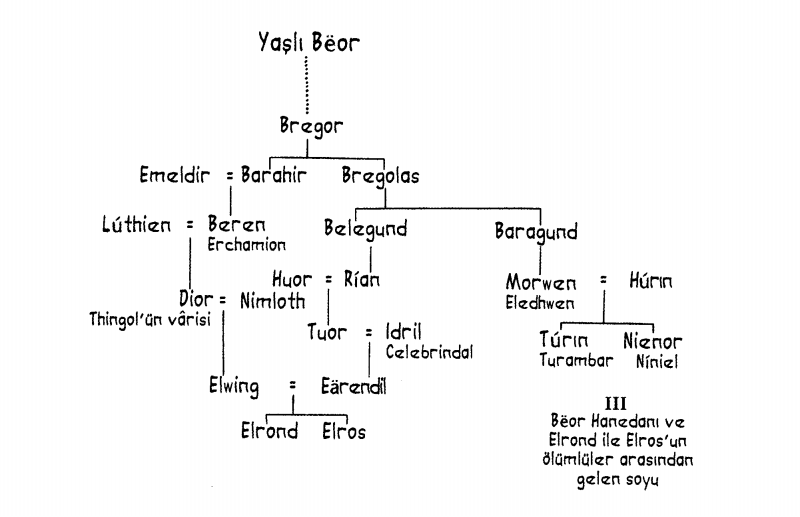 Yaşlı Bëor
Bregor
Emeldir = Barahir Bregolas
Lúthien = Beren Belegund Baragund
Erchamion
Huor = Rían Morwen = Húrın
Eledhwen
Dior = Nimloth
Thingol'ün vârisi
Tuor = Idril Túrın Nienor
Celebrindal Turambar Níniel
Elwing = Eärendil
Elrond Elros
III
Bëor Hanedanı ve
Elrond ile Elros'un
ölümlüler arasından
gelen soyu